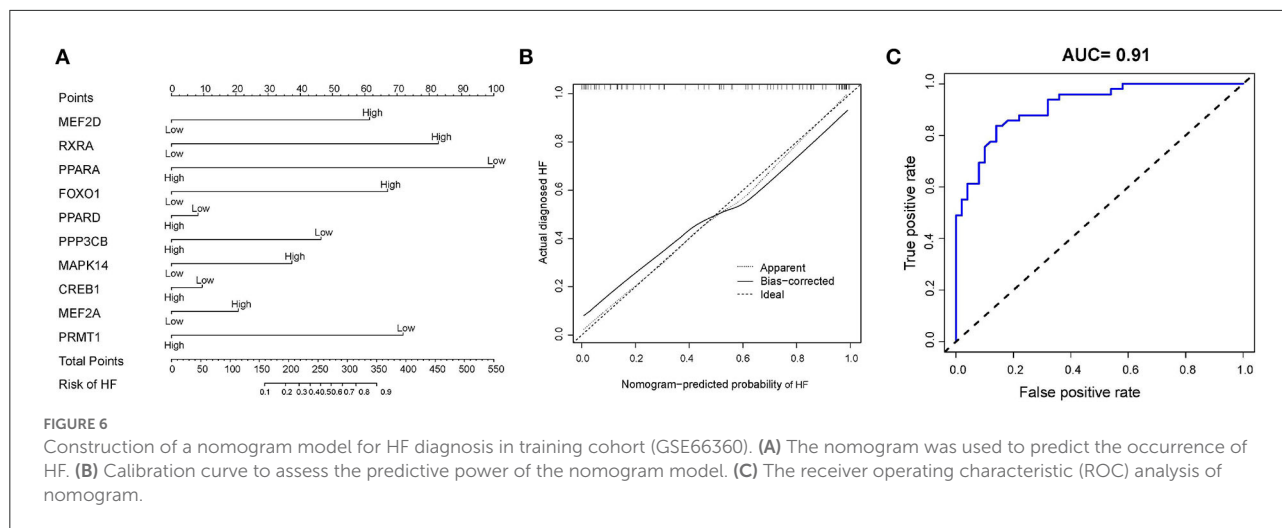 A
0 10 20 30 40 50 60 70 80 90 100
Points
High
MEF2D
Low
High
RXRA
Low
Low
PPARA
High
High
FOXO1
Low
Low
PPARD
High
Low
PPP3CB
High
High
MAPK14
Low
Low
CREB1
High
High
MEF2A
Low
Low
PRMT1
High
Total Points
0 50 100 150 200 250 300 350 400 450 500 550
Risk of HF
0.1 0.2 0.3 0.4 0.5 0.6 0.7 0.8 0.9
B
Actual diagnosed HF
1.0
0.8
0.6
0.4
0.2
0.0
Apparent
Bias-corrected
Ideal
0.0 0.2 0.4 0.6 0.8 1.0
Nomogram-predicted probability of HF
C
AUC= 0.91
True positive rate
1.0
0.8
0.6
0.4
0.2
0.0
0.0 0.2 0.4 0.6 0.8 1.0
False positive rate
FIGURE 6
Construction of a nomogram model for HF diagnosis in training cohort (GSE66360). (A) The nomogram was used to predict the occurrence of
HF. (B) Calibration curve to assess the predictive power of the nomogram model. (C) The receiver operating characteristic (ROC) analysis of
nomogram.